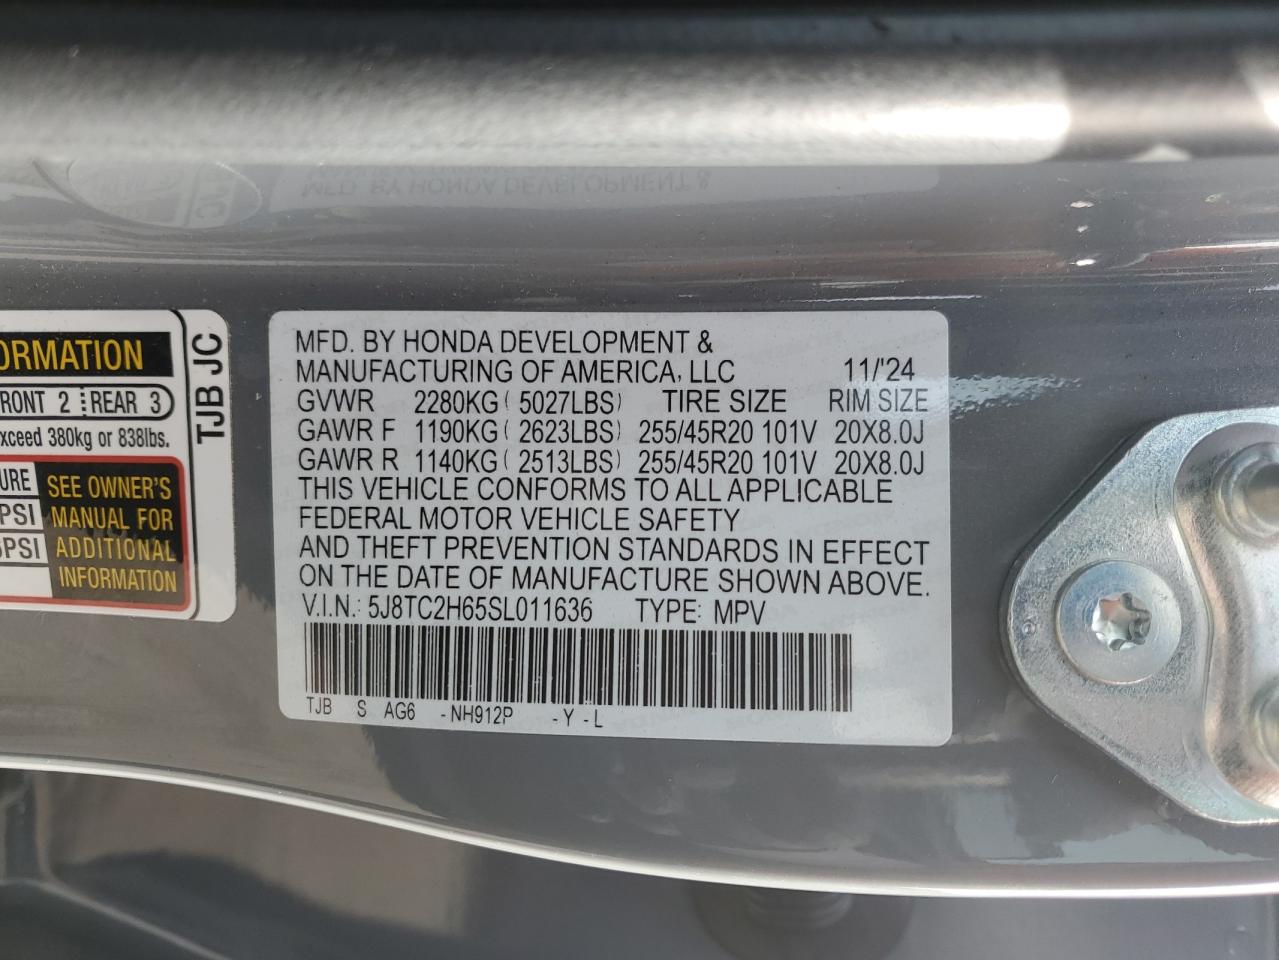 ORMATION
RONT 2 REAR 3
xceed 380kg or 838lbs.
URE
PSI
PSI
SEE OWNER'S
MANUAL FOR
ADDITIONAL
INFORMATION
TJB JC
MFD. BY HONDA DEVELOPMENT &
MANUFACTURING OF AMERICA, LLC 11/'24
GVWR 2280KG ( 5027LBS) TIRE SIZE RIM SIZE
GAWR F 1190KG ( 2623LBS) 255/45R20 101V 20X8.0J
GAWR R 1140KG ( 2513LBS) 255/45R20 101V 20X8.0J
THIS VEHICLE CONFORMS TO ALL APPLICABLE
FEDERAL MOTOR VEHICLE SAFETY
AND THEFT PREVENTION STANDARDS IN EFFECT
ON THE DATE OF MANUFACTURE SHOWN ABOVE.
V.I.N.: 5J8TC2H65SL011636 TYPE: MPV
TJB S AG6 -NH912P -Y-L